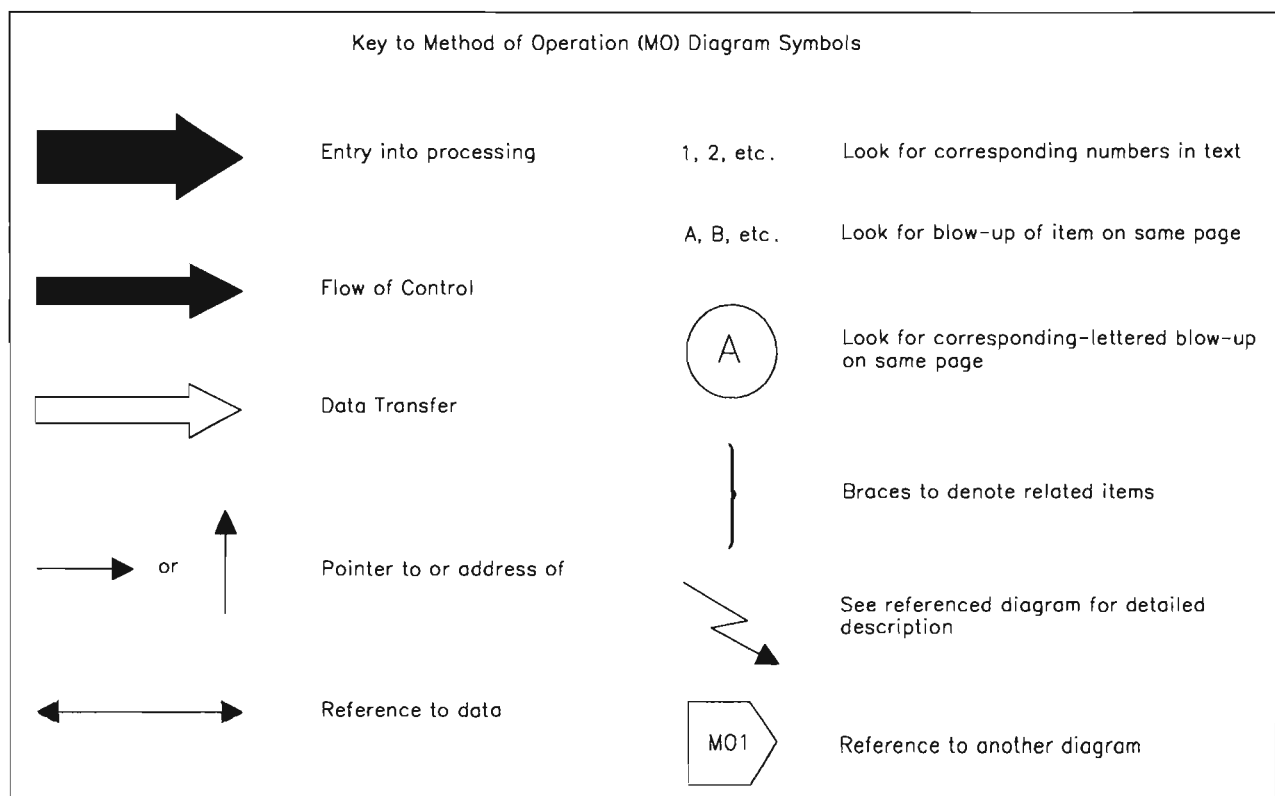 Key to Method of Operation (MO) Diagram Symbols
Entry into processing
Flow of Control
Data Transfer
or
Pointer to or address of
Reference to data
1, 2, etc.
Look for corresponding numbers in text
A, B, etc.
Look for blow-up of item on same page
A
Look for corresponding-lettered blow-up
on same page
Braces to denote related items
See referenced diagram for detailed
description
MO1
Reference to another diagram